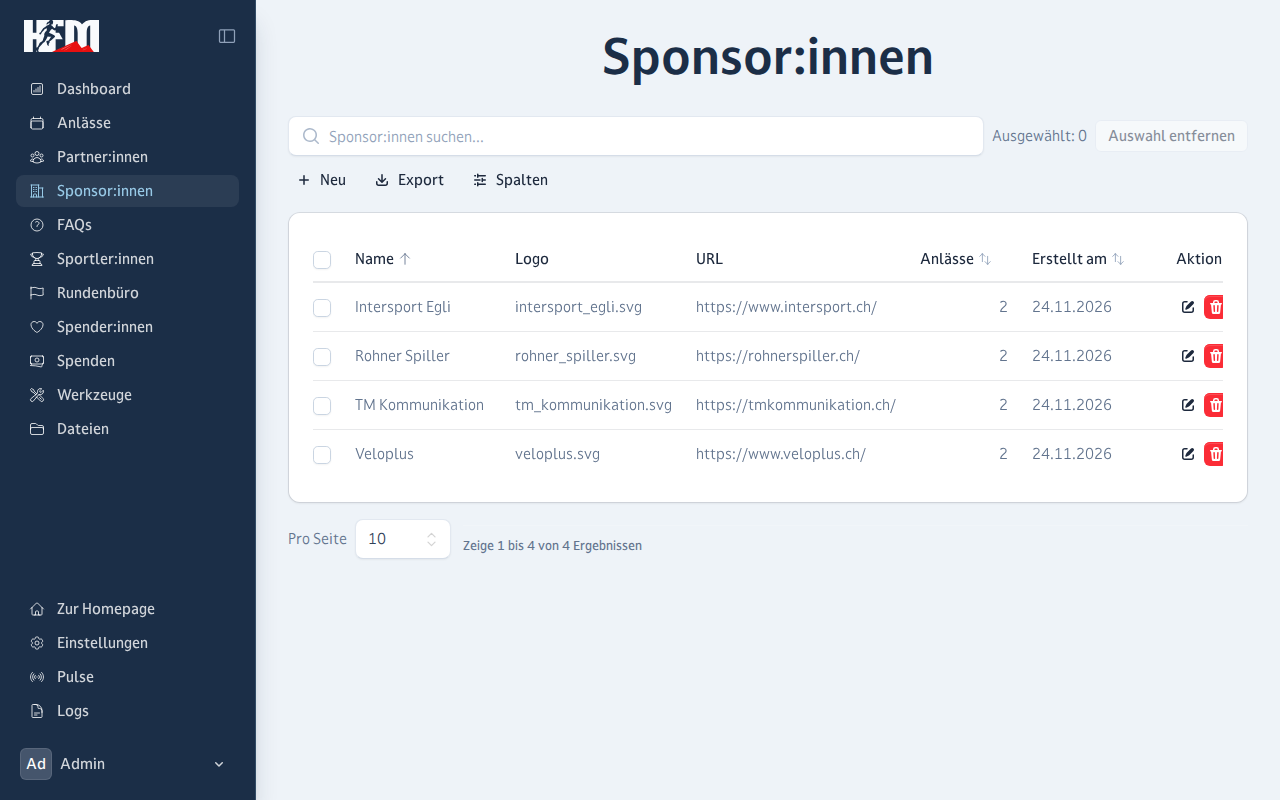 HFM
Dashboard
Anlässe
Partner:innen
Sponsor:innen
FAQs
Sportler:innen
Rundenbüro
Spender:innen
Spenden
Werkzeuge
Dateien
Zur Homepage
Einstellungen
Pulse
Logs
Ad Admin
Sponsor:innen
Sponsor:innen suchen... Ausgewählt: 0 Auswahl entfernen
Neu Export Spalten
Name Logo URL Anlässe Erstellt am Aktion
Intersport Egli intersport_egli.svg https://www.intersport.ch/ 2 24.11.2026
Rohner Spiller rohner_spiller.svg https://rohnerspiller.ch/ 2 24.11.2026
TM Kommunikation tm_kommunikation.svg https://tmkommunikation.ch/ 2 24.11.2026
Veloplus veloplus.svg https://www.veloplus.ch/ 2 24.11.2026
Pro Seite 10 Zeige 1 bis 4 von 4 Ergebnissen